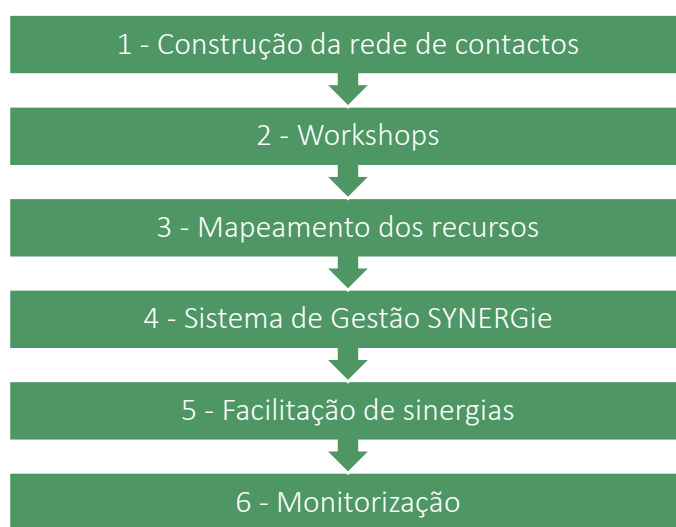 1 - Construção da rede de contactos
2 - Workshops
3 - Mapeamento dos recursos
4 - Sistema de Gestão SYNERGie
5 - Facilitação de sinergias
6 - Monitorização